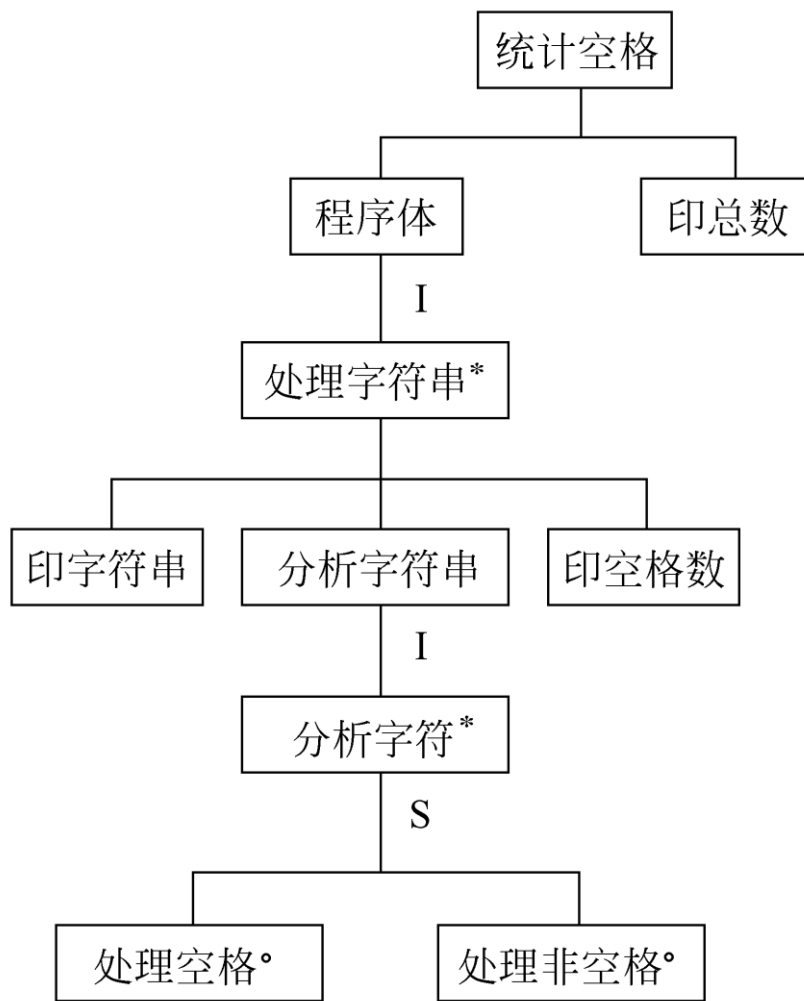 统计空格
程序体
印总数
I
处理字符串*
印字符串
分析字符串
印空格数
I
分析字符*
S
处理空格°
处理非空格°